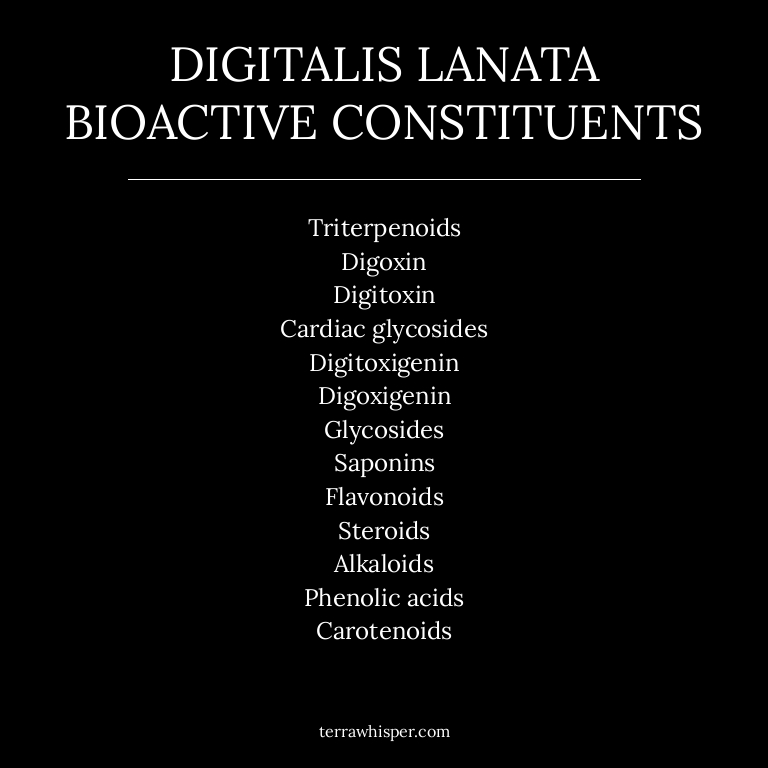 DIGITALIS LANATA
BIOACTIVE CONSTITUENTS
Triterpenoids
Digoxin
Digitoxin
Cardiac glycosides
Digitoxigenin
Digoxigenin
Glycosides
Saponins
Flavonoids
Steroids
Alkaloids
Phenolic acids
Carotenoids
terrawhisper.com